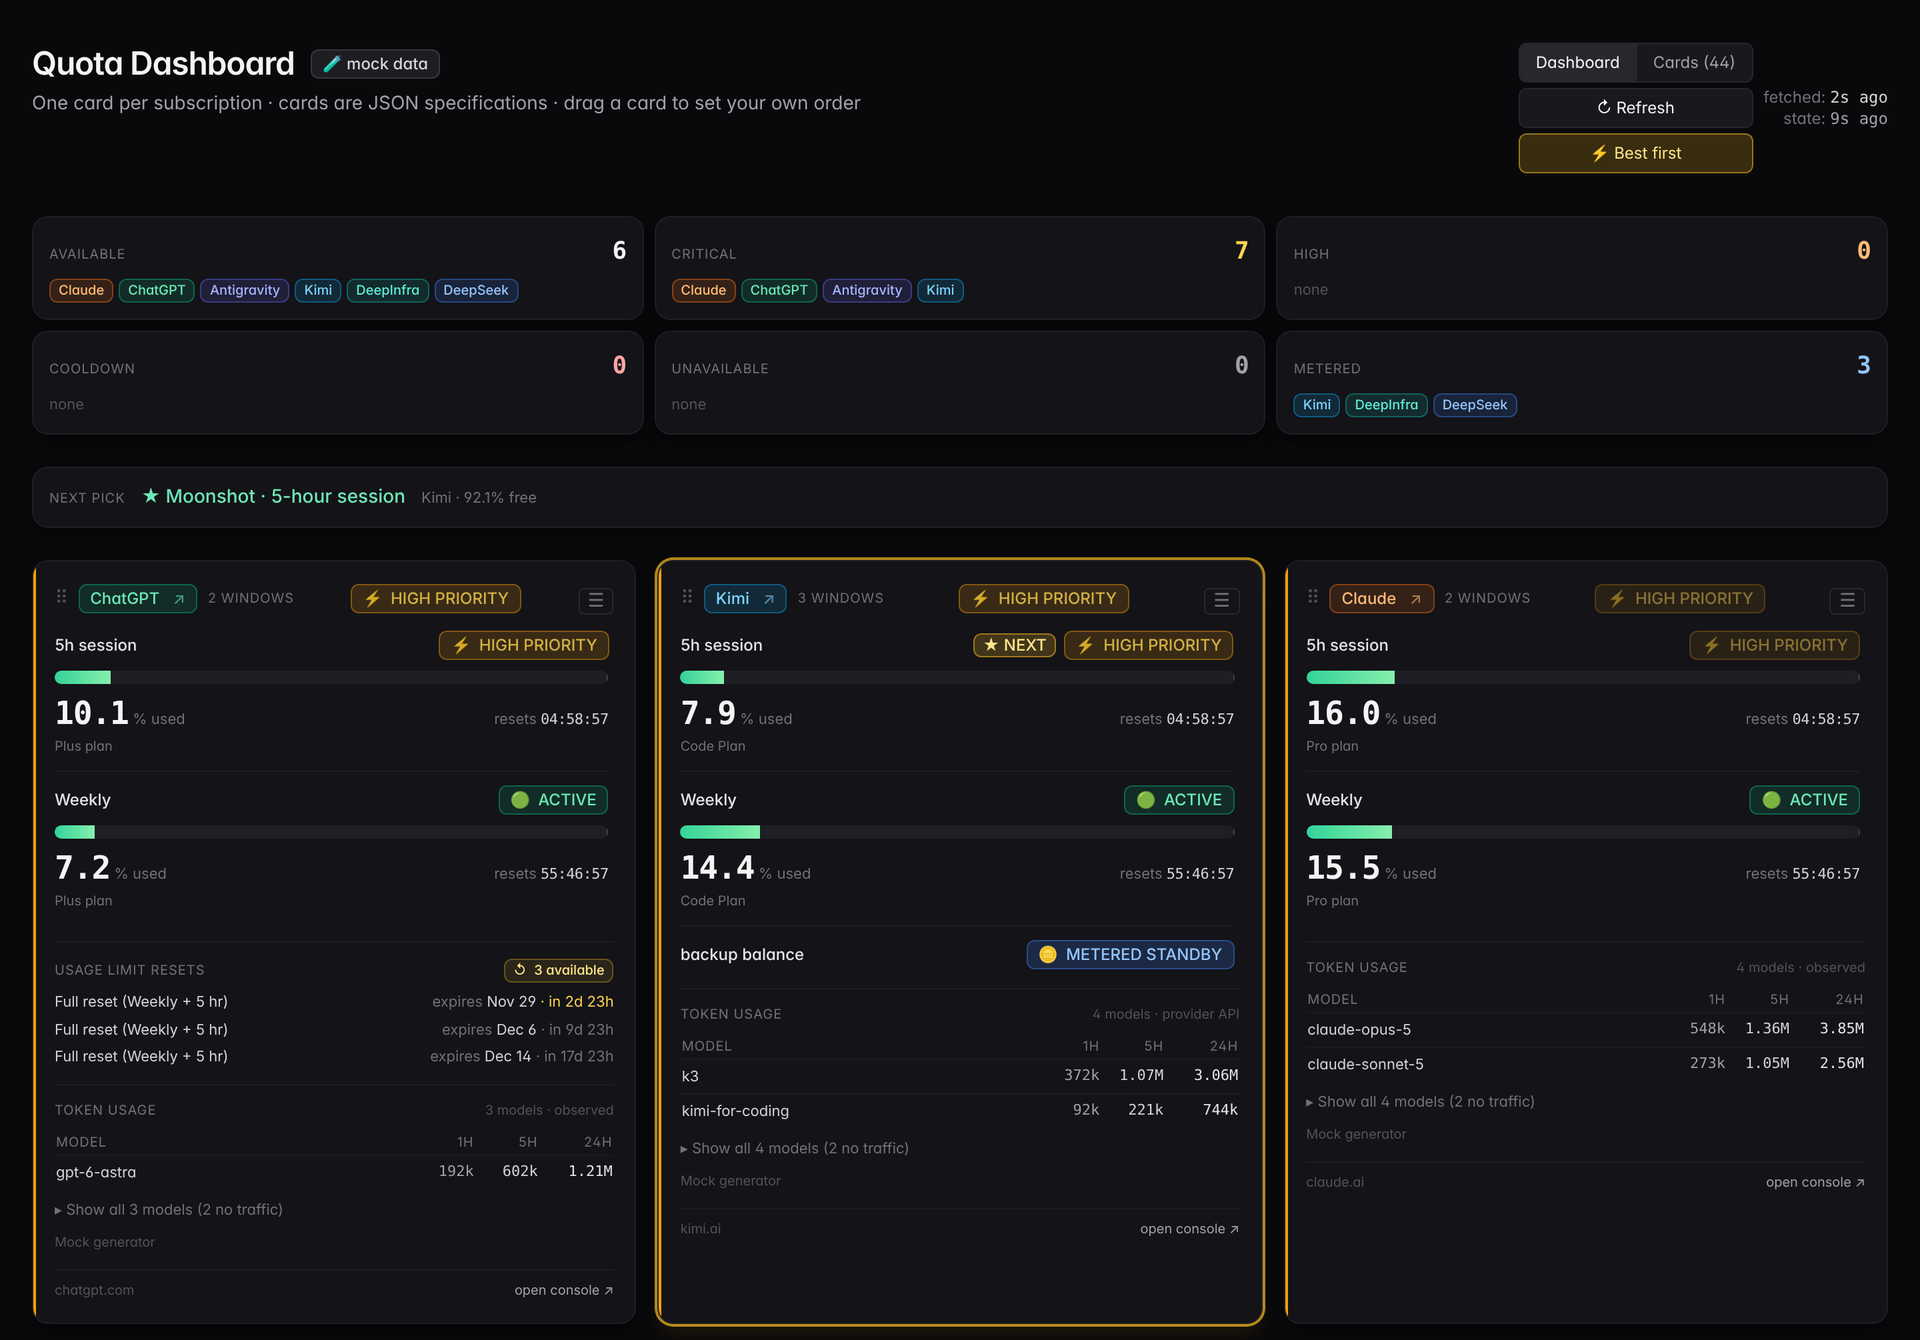 Quota Dashboard
🧪 mock data
One card per subscription · cards are JSON specifications · drag a card to set your own order
Dashboard
Cards (44)
↻ Refresh
⚡ Best first
fetched: 2s ago
state: 9s ago
AVAILABLE
6
Claude ChatGPT Antigravity Kimi DeepInfra DeepSeek
CRITICAL
7
Claude ChatGPT Antigravity Kimi
HIGH
0
none
COOLDOWN
0
none
UNAVAILABLE
0
none
METERED
3
Kimi DeepInfra DeepSeek
NEXT PICK ★ Moonshot · 5-hour session Kimi · 92.1% free
ChatGPT ↗ 2 WINDOWS ⚡ HIGH PRIORITY ☰
5h session ⚡ HIGH PRIORITY
10.1 % used resets 04:58:57
Plus plan
Weekly 🟢 ACTIVE
7.2 % used resets 55:46:57
Plus plan
USAGE LIMIT RESETS ↺ 3 available
Full reset (Weekly + 5 hr) expires Nov 29 · in 2d 23h
Full reset (Weekly + 5 hr) expires Dec 6 · in 9d 23h
Full reset (Weekly + 5 hr) expires Dec 14 · in 17d 23h
TOKEN USAGE 3 models · observed
MODEL 1H 5H 24H
gpt-6-astra 192k 602k 1.21M
▸ Show all 3 models (2 no traffic)
Mock generator
chatgpt.com open console ↗
Kimi ↗ 3 WINDOWS ⚡ HIGH PRIORITY ☰
5h session ★ NEXT ⚡ HIGH PRIORITY
7.9 % used resets 04:58:57
Code Plan
Weekly 🟢 ACTIVE
14.4 % used resets 55:46:57
Code Plan
backup balance 🪙 METERED STANDBY
TOKEN USAGE 4 models · provider API
MODEL 1H 5H 24H
k3 372k 1.07M 3.06M
kimi-for-coding 92k 221k 744k
▸ Show all 4 models (2 no traffic)
Mock generator
kimi.ai open console ↗
Claude ↗ 2 WINDOWS ⚡ HIGH PRIORITY ☰
5h session ⚡ HIGH PRIORITY
16.0 % used resets 04:58:57
Pro plan
Weekly 🟢 ACTIVE
15.5 % used resets 55:46:57
Pro plan
TOKEN USAGE 4 models · observed
MODEL 1H 5H 24H
claude-opus-5 548k 1.36M 3.85M
claude-sonnet-5 273k 1.05M 2.56M
▸ Show all 4 models (2 no traffic)
Mock generator
claude.ai open console ↗